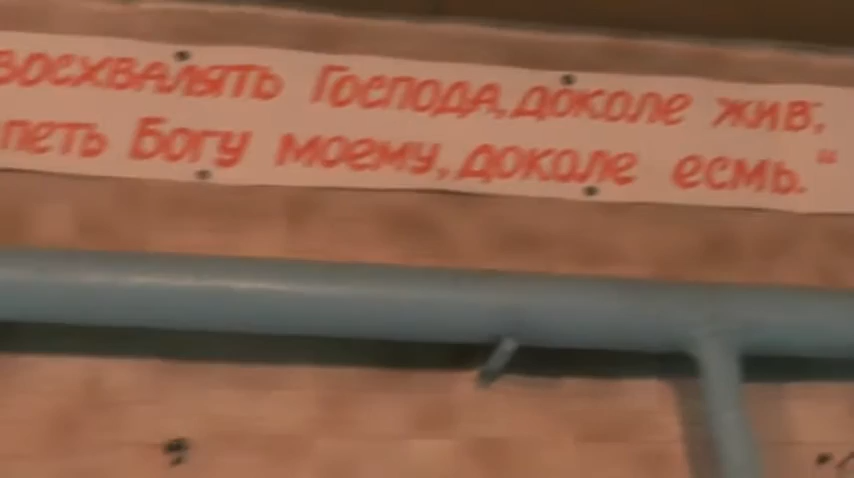 восхвалять Господа, доколе жив;
петь Богу моему, доколе есмь.“